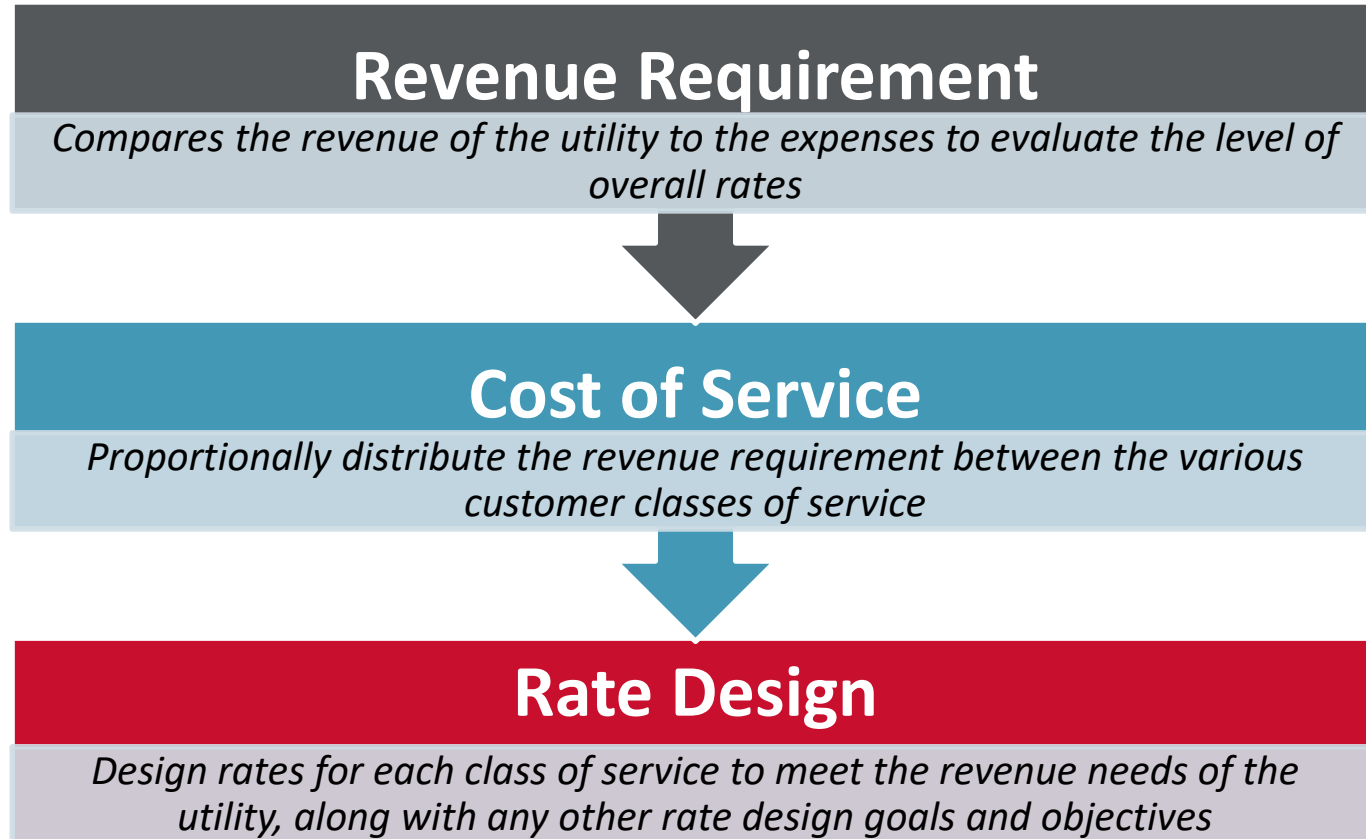 Revenue Requirement
Compares the revenue of the utility to the expenses to evaluate the level of
overall rates
Cost of Service
Proportionally distribute the revenue requirement between the various
customer classes of service
Rate Design
Design rates for each class of service to meet the revenue needs of the
utility, along with any other rate design goals and objectives